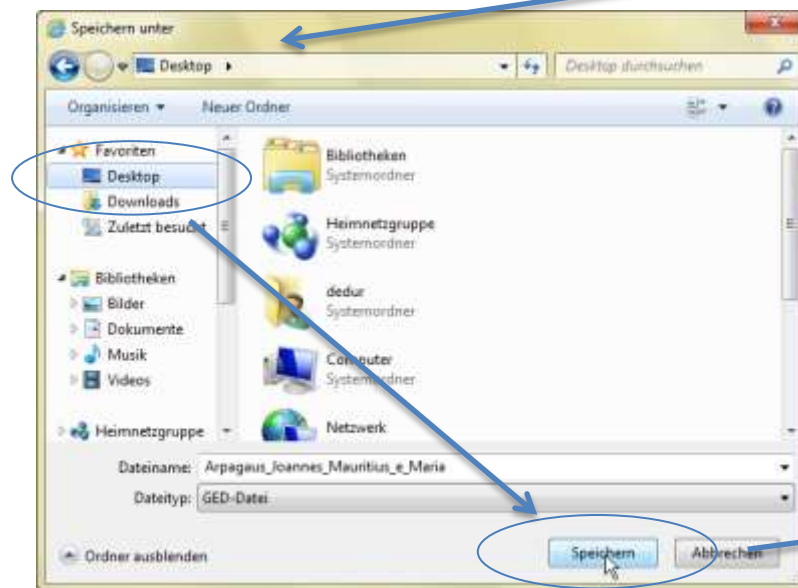 Speichern unter
Desktop
Desktop durchsuchen
Organisieren
Neuer Ordner
Favoriten
Desktop
Downloads
Zuletzt besucht
Bibliotheken
Bilder
Dokumente
Musik
Videos
Heimnetzgruppe
Bibliotheken
Systemordner
Heimnetzgruppe
Systemordner
dedur
Systemordner
Computer
Systemordner
Netzwerk
Dateiname: Arpagaus_Joannes_Mauritius_e_Maria
Dateityp: GED-Datei
Ordner ausblenden
Speichern
Abbrechen